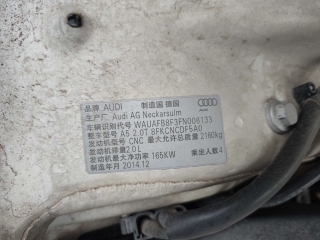 品牌 AUDI 制造国 德国
生产厂 Audi AG Neckarsulm
车辆识别代号 WAUAFB8F3FN006133
整车型号 A5 2.0T 8FKCNCDF5A0
发动机型号 CNC 最大允许总质量 2160kg
发动机排量 2.0L
发动机最大净功率 165KW 乘坐人数 4
制造年月 2014.12